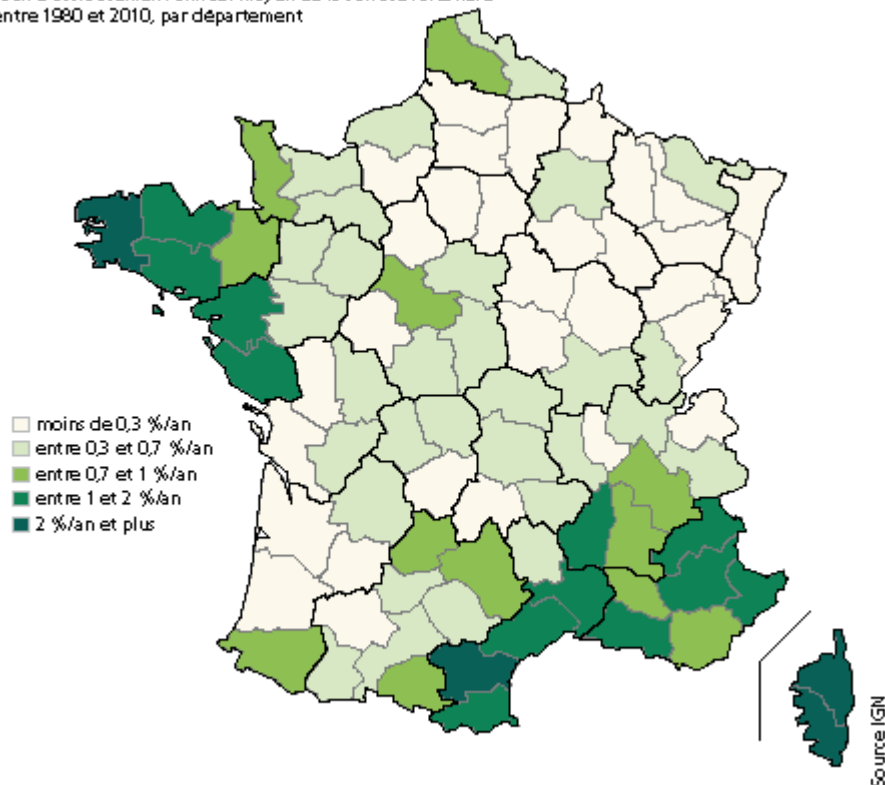 entre 1980 et 2010, par département
moins de 0,3 %/an
entre 0,3 et 0,7 %/an
entre 0,7 et 1 %/an
entre 1 et 2 %/an
2 %/an et plus
Source IGN